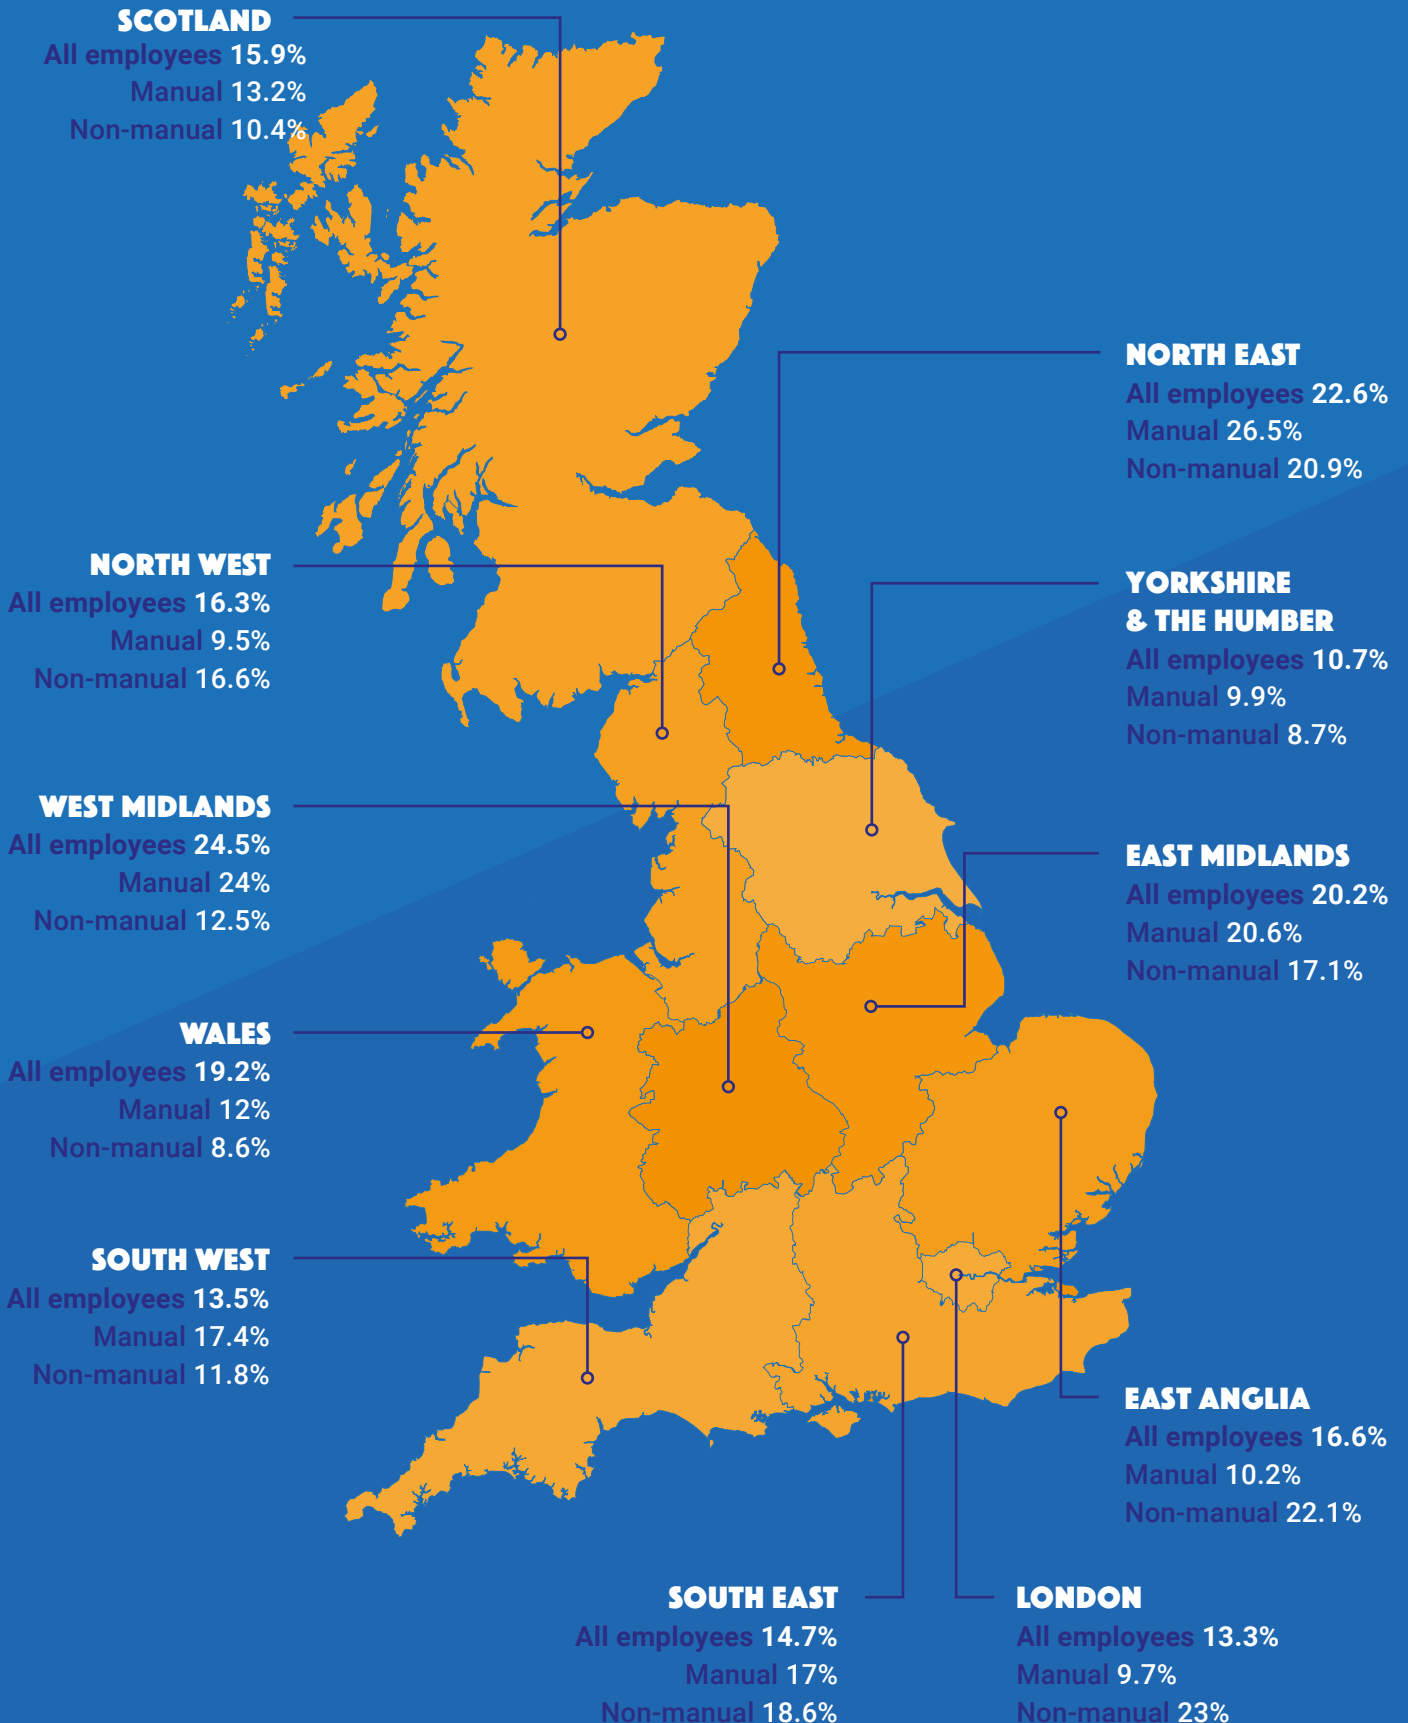 SCOTLAND
All employees 15.9%
Manual 13.2%
Non-manual 10.4%
NORTH EAST
All employees 22.6%
Manual 26.5%
Non-manual 20.9%
NORTH WEST
All employees 16.3%
Manual 9.5%
Non-manual 16.6%
YORKSHIRE
& THE HUMBER
All employees 10.7%
Manual 9.9%
Non-manual 8.7%
WEST MIDLANDS
All employees 24.5%
Manual 24%
Non-manual 12.5%
EAST MIDLANDS
All employees 20.2%
Manual 20.6%
Non-manual 17.1%
WALES
All employees 19.2%
Manual 12%
Non-manual 8.6%
SOUTH WEST
All employees 13.5%
Manual 17.4%
Non-manual 11.8%
EAST ANGLIA
All employees 16.6%
Manual 10.2%
Non-manual 22.1%
SOUTH EAST
All employees 14.7%
Manual 17%
Non-manual 18.6%
LONDON
All employees 13.3%
Manual 9.7%
Non-manual 23%